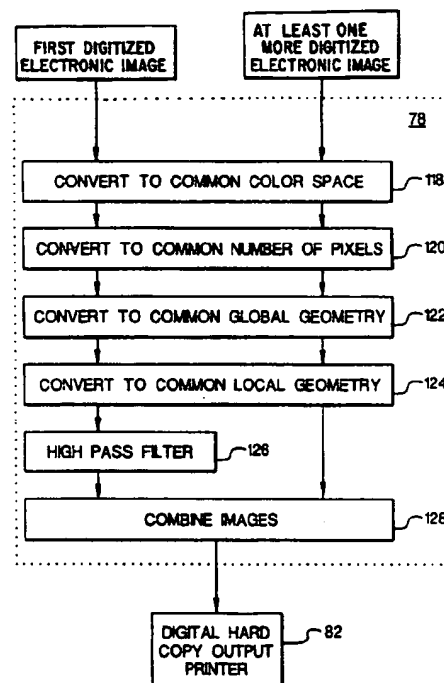 FIRST DIGITIZED
ELECTRONIC IMAGE
AT LEAST ONE
MORE DIGITIZED
ELECTRONIC IMAGE
78
CONVERT TO COMMON COLOR SPACE
118
CONVERT TO COMMON NUMBER OF PIXELS
120
CONVERT TO COMMON GLOBAL GEOMETRY
122
CONVERT TO COMMON LOCAL GEOMETRY
124
HIGH PASS FILTER
126
COMBINE IMAGES
128
DIGITAL HARD
COPY OUTPUT
PRINTER
82